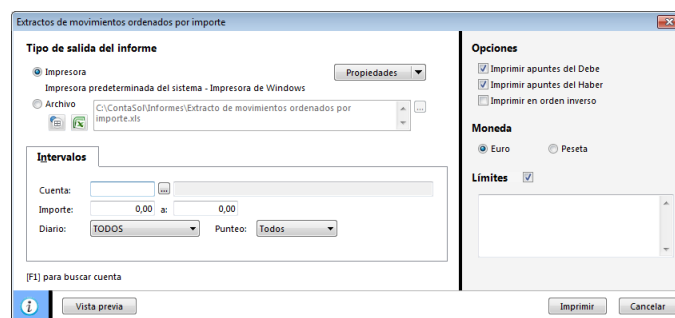 Extractos de movimientos ordenados por importe
Tipo de salida del informe
Impresora
Propiedades
Impresora predeterminada del sistema - Impresora de Windows
Archivo
C:\ContaSol\Informes\Extracto de movimientos ordenados por
importe.xls
...
Intervalos
Cuenta:
...
Importe: 0,00 a: 0,00
Diario: TODOS Punteo: Todos
[F1] para buscar cuenta
Opciones
Imprimir apuntes del Debe
Imprimir apuntes del Haber
Imprimir en orden inverso
Moneda
Euro Peseta
Límites
i Vista previa Imprimir Cancelar